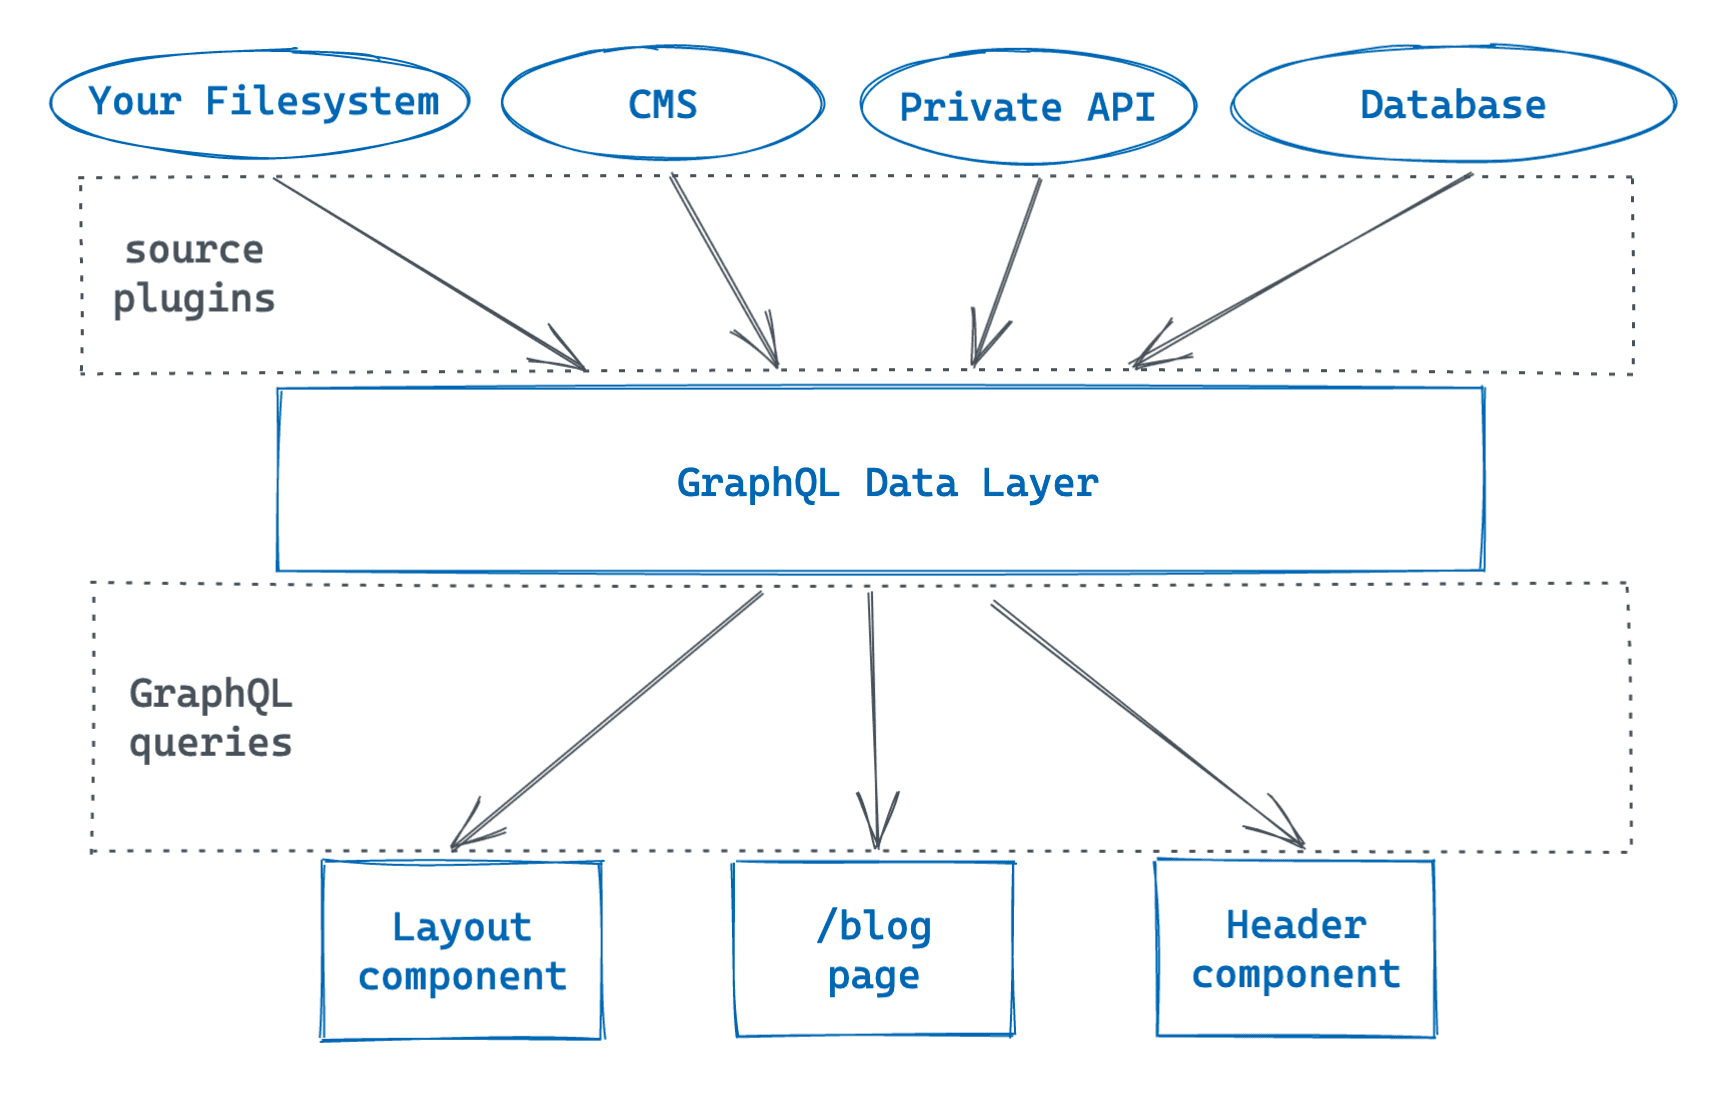 Your Filesystem
CMS
Private API
Database
source
plugins
GraphQL Data Layer
GraphQL
queries
Layout
component
/blog
page
Header
component